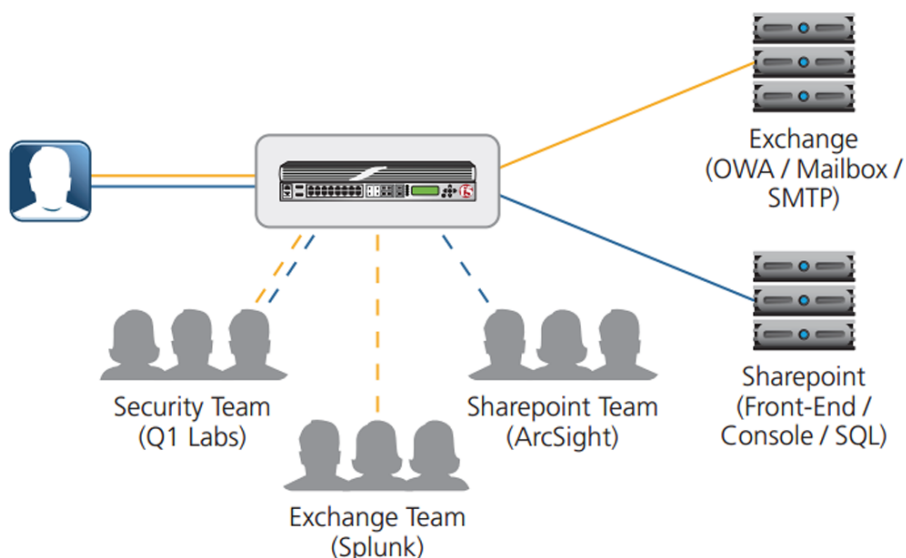 Exchange
(OWA / Mailbox /
SMTP)
Security Team
(Q1 Labs)
Sharepoint Team
(ArcSight)
Sharepoint
(Front-End /
Console / SQL)
Exchange Team
(Splunk)